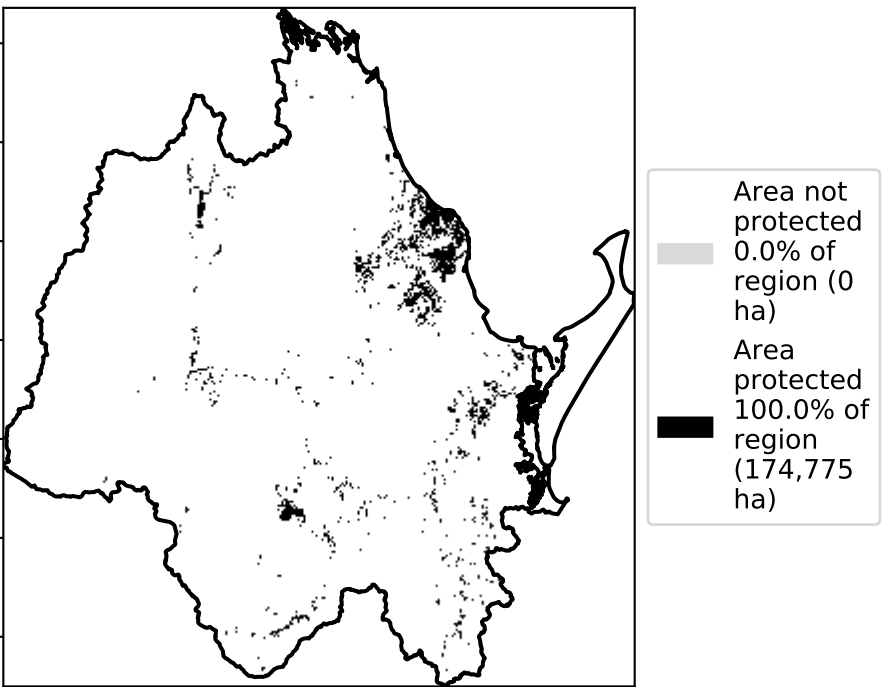 Area not
protected
0.0% of
region (0
ha)
Area
protected
100.0% of
region
(174,775
ha)